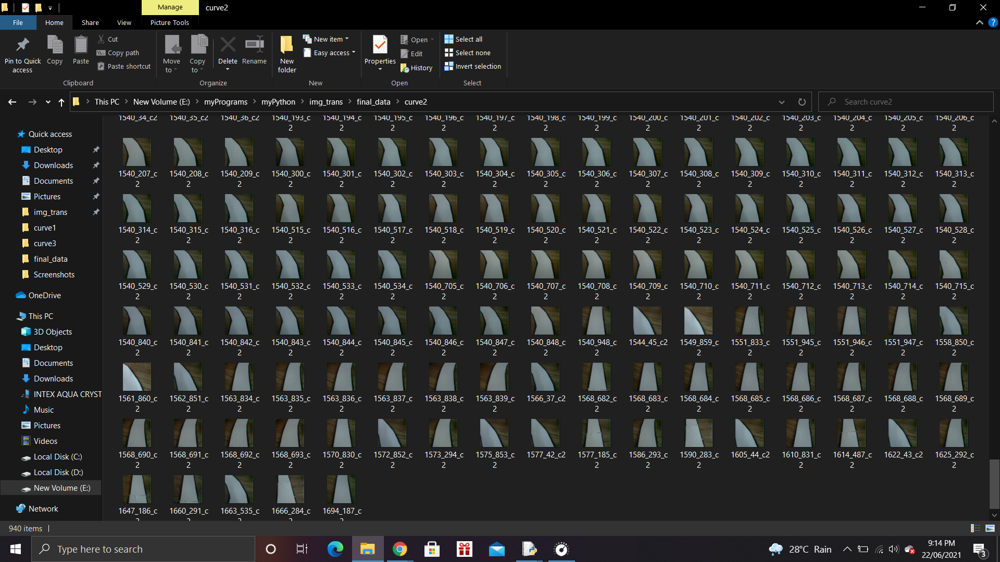 Manage
curve2
File
Home
Share
View
Picture Tools
Pin to Quick access
Copy
Paste
Cut
Copy path
Paste shortcut
Clipboard
Move to
Copy to
Delete
Rename
Organize
New folder
New item
Easy access
New
Properties
Open
Edit
History
Open
Select all
Select none
Invert selection
Select
This PC > New Volume (E:) > myPrograms > myPython > img_trans > final_data > curve2
Search curve2
Quick access
Desktop
Downloads
Documents
Pictures
img_trans
curve1
curve3
final_data
Screenshots
OneDrive
This PC
3D Objects
Desktop
Documents
Downloads
INTEX AQUA CRYST
Music
Pictures
Videos
Local Disk (C:)
Local Disk (D:)
New Volume (E:)
Network
1540_34_c2 1540_35_c2 1540_36_c2 1540_193_c2 1540_194_c2 1540_195_c2 1540_196_c2 1540_197_c2 1540_198_c2 1540_199_c2 1540_200_c2 1540_201_c2 1540_202_c2 1540_203_c2 1540_204_c2 1540_205_c2 1540_206_c2
1540_207_c2 1540_208_c2 1540_209_c2 1540_300_c2 1540_301_c2 1540_302_c2 1540_303_c2 1540_304_c2 1540_305_c2 1540_306_c2 1540_307_c2 1540_308_c2 1540_309_c2 1540_310_c2 1540_311_c2 1540_312_c2 1540_313_c2
1540_314_c2 1540_315_c2 1540_316_c2 1540_515_c2 1540_516_c2 1540_517_c2 1540_518_c2 1540_519_c2 1540_520_c2 1540_521_c2 1540_522_c2 1540_523_c2 1540_524_c2 1540_525_c2 1540_526_c2 1540_527_c2 1540_528_c2
1540_529_c2 1540_530_c2 1540_531_c2 1540_532_c2 1540_533_c2 1540_534_c2 1540_705_c2 1540_706_c2 1540_707_c2 1540_708_c2 1540_709_c2 1540_710_c2 1540_711_c2 1540_712_c2 1540_713_c2 1540_714_c2 1540_715_c2
1540_840_c2 1540_841_c2 1540_842_c2 1540_843_c2 1540_844_c2 1540_845_c2 1540_846_c2 1540_847_c2 1540_848_c2 1540_948_c2 1544_45_c2 1549_859_c2 1551_833_c2 1551_945_c2 1551_946_c2 1551_947_c2 1558_850_c2
1561_860_c2 1562_851_c2 1563_834_c2 1563_835_c2 1563_836_c2 1563_837_c2 1563_838_c2 1563_839_c2 1566_37_c2 1568_682_c2 1568_683_c2 1568_684_c2 1568_685_c2 1568_686_c2 1568_687_c2 1568_688_c2 1568_689_c2
1568_690_c2 1568_691_c2 1568_692_c2 1568_693_c2 1570_830_c2 1572_852_c2 1573_294_c2 1575_853_c2 1577_42_c2 1577_185_c2 1586_293_c2 1590_283_c2 1605_44_c2 1610_831_c2 1614_487_c2 1622_43_c2 1625_292_c2
1647_186_c2 1660_291_c2 1663_535_c2 1666_284_c2 1694_187_c2
940 items
Type here to search
28°C Rain
9:14 PM
22/06/2021
3